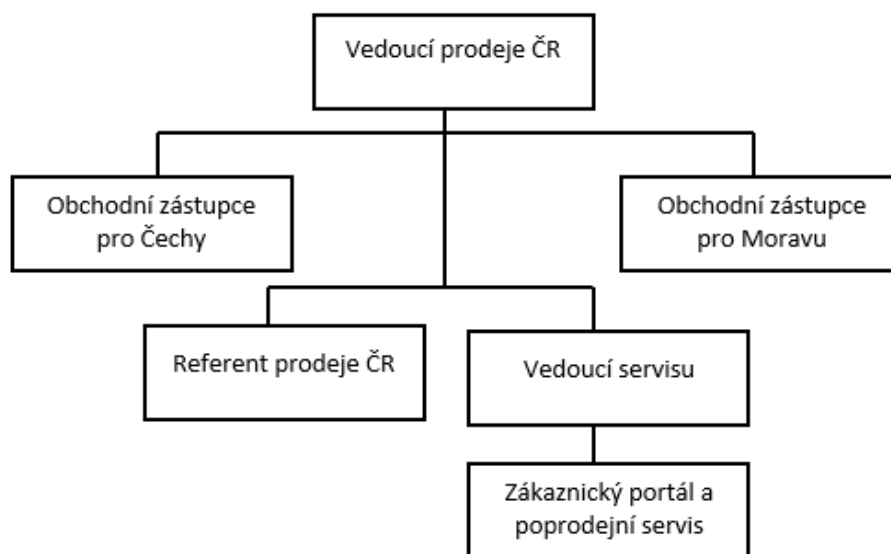 Vedoucí prodeje ČR
Obchodní zástupce
pro Čechy
Obchodní zástupce
pro Moravu
Referent prodeje ČR
Vedoucí servisu
Zákaznický portál a
poprodejní servis